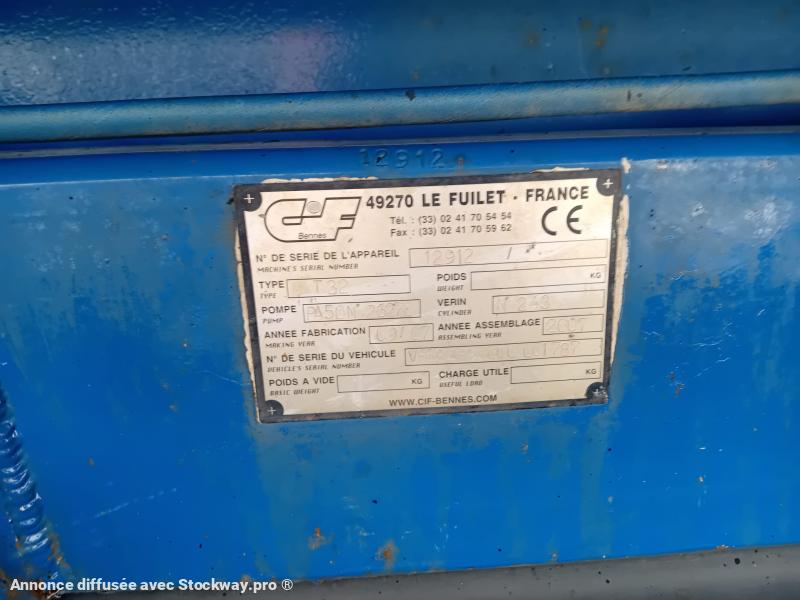 12912
CIF 49270 LE FUILET · FRANCE
Bennes
Tél. : (33) 02 41 70 54 54
Fax : (33) 02 41 70 59 62
CE
N° DE SERIE DE L'APPAREIL 12912 /
MACHINE'S SERIAL NUMBER
TYPE T32 POIDS KG
TYPE WEIGHT
POMPE VERIN
PUMP CYLINDER
ANNEE FABRICATION ANNEE ASSEMBLAGE 2007
MAKING YEAR ASSEMBLING YEAR
N° DE SERIE DU VEHICULE
VEHICLE'S SERIAL NUMBER
POIDS A VIDE KG CHARGE UTILE KG
BASIC WEIGHT USEFUL LOAD
WWW.CIF-BENNES.COM
Annonce diffusée avec Stockway.pro ®